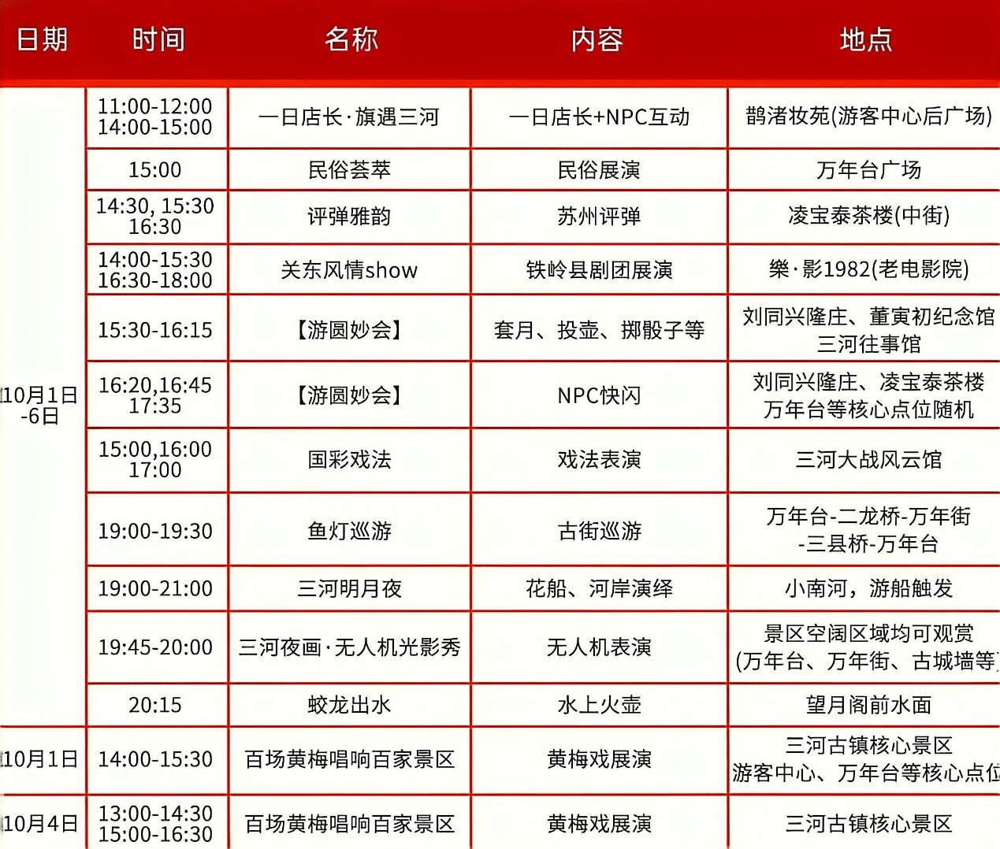 日期 时间 名称 内容 地点
11:00-12:00
14:00-15:00
一日店长·旗遇三河
一日店长+NPC互动
鹊渚妆苑(游客中心后广场)
15:00
民俗荟萃
民俗展演
万年台广场
14:30, 15:30
16:30
评弹雅韵
苏州评弹
凌宝泰茶楼(中街)
14:00-15:30
16:30-18:00
关东风情show
铁岭县剧团展演
樂·影1982(老电影院)
15:30-16:15
【游圆妙会】
套月、投壶、掷骰子等
刘同兴隆庄、董寅初纪念馆
三河往事馆
10月1日
-6日
16:20,16:45
17:35
【游圆妙会】
NPC快闪
刘同兴隆庄、凌宝泰茶楼
万年台等核心点位随机
15:00,16:00
17:00
国彩戏法
戏法表演
三河大战风云馆
19:00-19:30
鱼灯巡游
古街巡游
万年台-二龙桥-万年街
-三县桥-万年台
19:00-21:00
三河明月夜
花船、河岸演绎
小南河，游船触发
19:45-20:00
三河夜画·无人机光影秀
无人机表演
景区空阔区域均可观赏
(万年台、万年街、古城墙等)
20:15
蛟龙出水
水上火壶
望月阁前水面
10月1日
14:00-15:30
百场黄梅唱响百家景区
黄梅戏展演
三河古镇核心景区
游客中心、万年台等核心点位
10月4日
13:00-14:30
15:00-16:30
百场黄梅唱响百家景区
黄梅戏展演
三河古镇核心景区